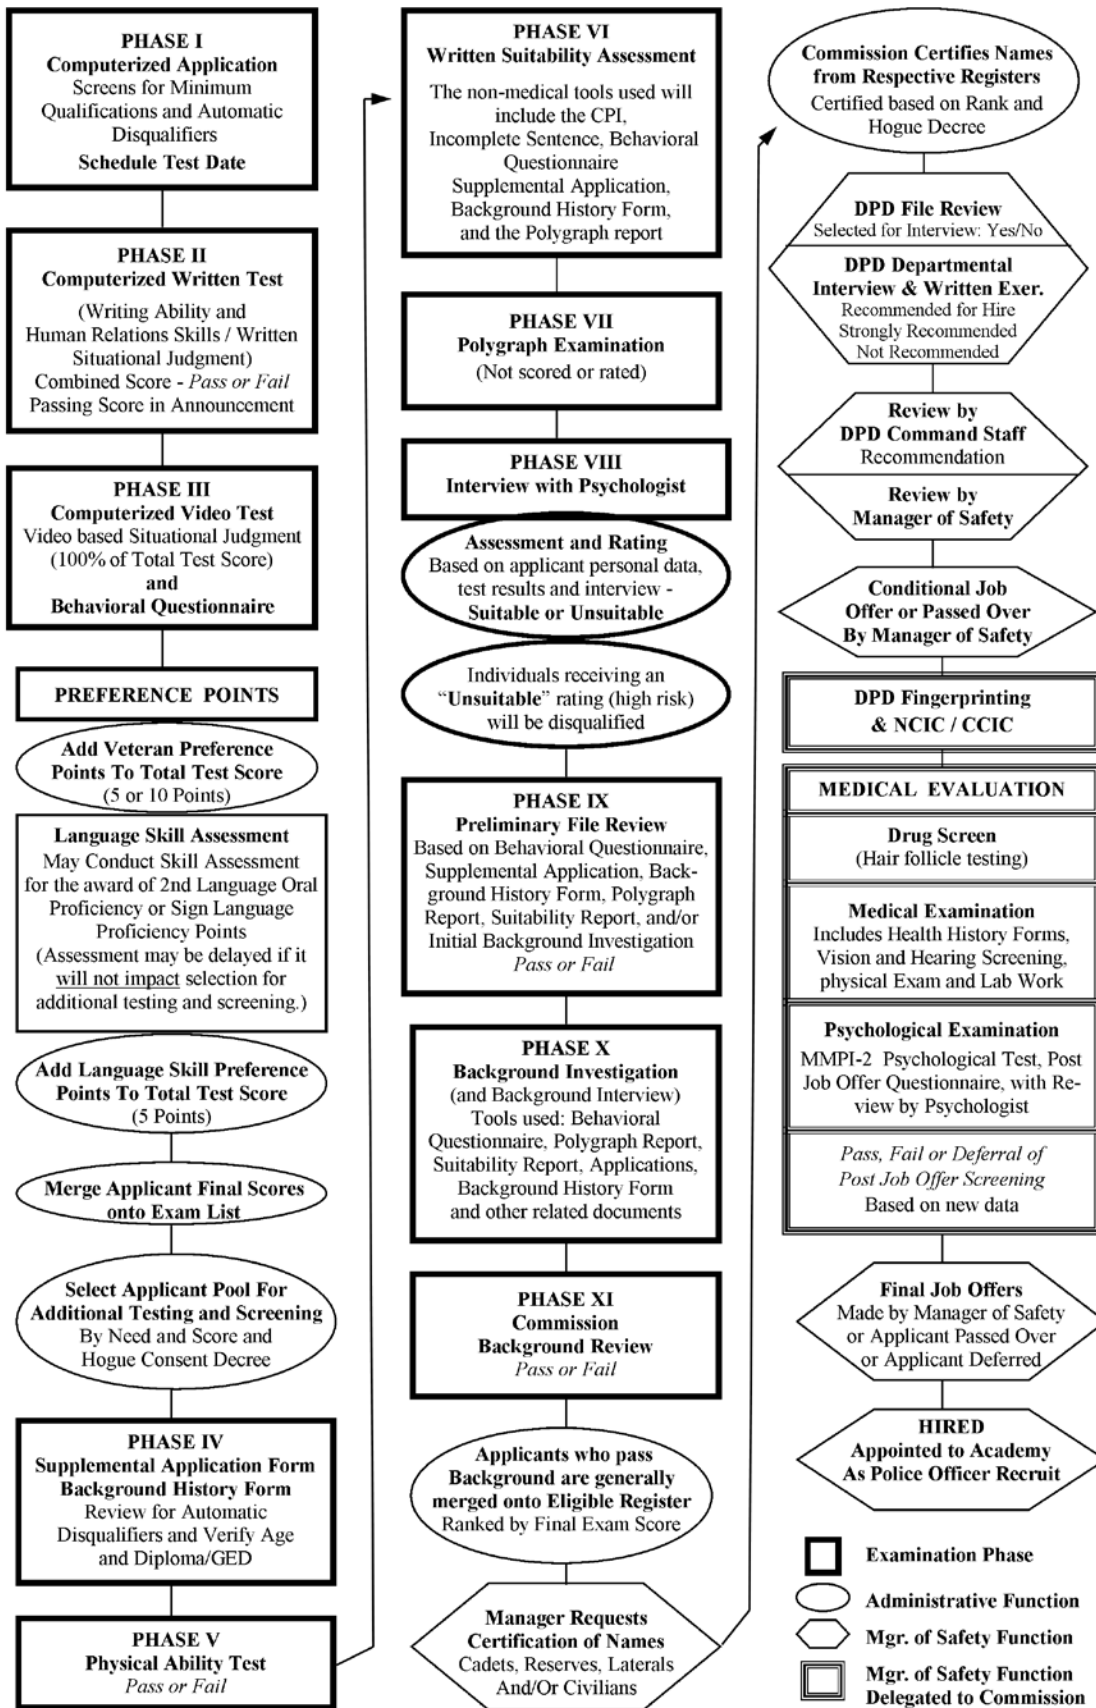 PHASE I
Computerized Application
Screens for Minimum
Qualifications and Automatic
Disqualifiers
Schedule Test Date
PHASE II
Computerized Written Test
(Writing Ability and
Human Relations Skills / Written
Situational Judgment)
Combined Score - Pass or Fail
Passing Score in Announcement
PHASE III
Computerized Video Test
Video based Situational Judgment
(100% of Total Test Score)
and
Behavioral Questionnaire
PREFERENCE POINTS
Add Veteran Preference
Points To Total Test Score
(5 or 10 Points)
Language Skill Assessment
May Conduct Skill Assessment
for the award of 2nd Language Oral
Proficiency or Sign Language
Proficiency Points
(Assessment may be delayed if it
will not impact selection for
additional testing and screening.)
Add Language Skill Preference
Points To Total Test Score
(5 Points)
Merge Applicant Final Scores
onto Exam List
Select Applicant Pool For
Additional Testing and Screening
By Need and Score and
Hogue Consent Decree
PHASE IV
Supplemental Application Form
Background History Form
Review for Automatic
Disqualifiers and Verify Age
and Diploma/GED
PHASE V
Physical Ability Test
Pass or Fail
PHASE VI
Written Suitability Assessment
The non-medical tools used will
include the CPI,
Incomplete Sentence, Behavioral
Questionnaire
Supplemental Application,
Background History Form,
and the Polygraph report
PHASE VII
Polygraph Examination
(Not scored or rated)
PHASE VIII
Interview with Psychologist
Assessment and Rating
Based on applicant personal data,
test results and interview -
Suitable or Unsuitable
Individuals receiving an
“Unsuitable” rating (high risk)
will be disqualified
PHASE IX
Preliminary File Review
Based on Behavioral Questionnaire,
Supplemental Application, Back-
ground History Form, Polygraph
Report, Suitability Report, and/or
Initial Background Investigation
Pass or Fail
PHASE X
Background Investigation
(and Background Interview)
Tools used: Behavioral
Questionnaire, Polygraph Report,
Suitability Report, Applications,
Background History Form
and other related documents
PHASE XI
Commission
Background Review
Pass or Fail
Applicants who pass
Background are generally
merged onto Eligible Register
Ranked by Final Exam Score
Manager Requests
Certification of Names
Cadets, Reserves, Laterals
And/Or Civilians
Commission Certifies Names
from Respective Registers
Certified based on Rank and
Hogue Decree
DPD File Review
Selected for Interview: Yes/No
DPD Departmental
Interview & Written Exer.
Recommended for Hire
Strongly Recommended
Not Recommended
Review by
DPD Command Staff
Recommendation
Review by
Manager of Safety
Conditional Job
Offer or Passed Over
By Manager of Safety
DPD Fingerprinting
& NCIC / CCIC
MEDICAL EVALUATION
Drug Screen
(Hair follicle testing)
Medical Examination
Includes Health History Forms,
Vision and Hearing Screening,
physical Exam and Lab Work
Psychological Examination
MMPI-2 Psychological Test, Post
Job Offer Questionnaire, with Re-
view by Psychologist
Pass, Fail or Deferral of
Post Job Offer Screening
Based on new data
Final Job Offers
Made by Manager of Safety
or Applicant Passed Over
or Applicant Deferred
HIRED
Appointed to Academy
As Police Officer Recruit
Examination Phase
Administrative Function
Mgr. of Safety Function
Mgr. of Safety Function
Delegated to Commission